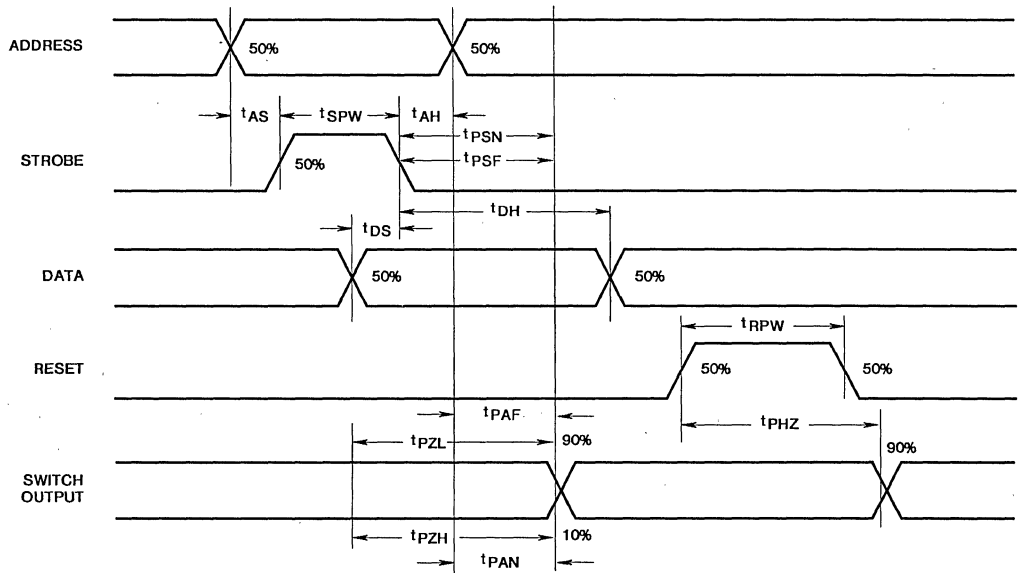 ADDRESS
50%
50%
tAS
tSPW
tAH
tPSN
STROBE
50%
tPSF
tDH
tDS
DATA
50%
50%
tRPW
RESET
50%
50%
tPAF
tPHZ
tPZL
90%
90%
SWITCH
OUTPUT
tPZH
10%
tPAN